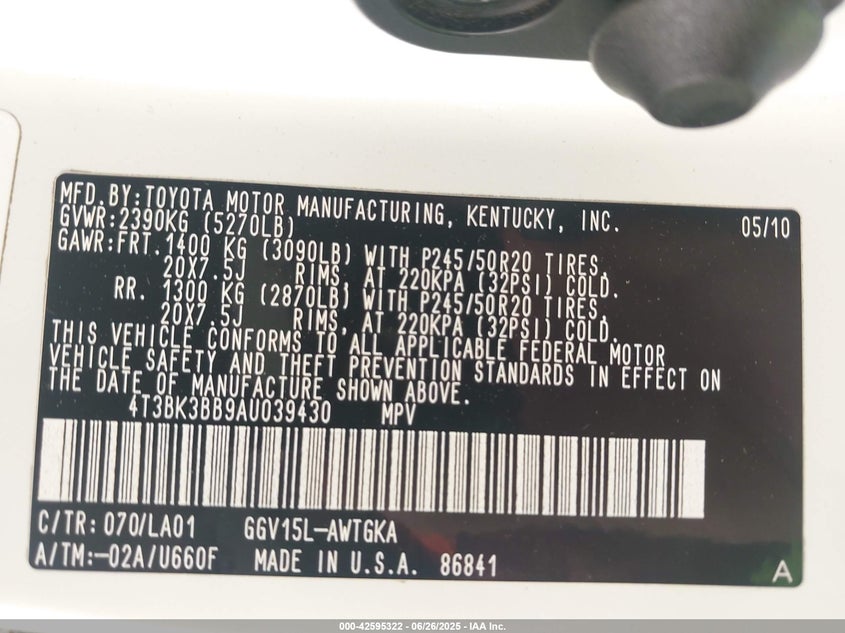 MFD.BY:TOYOTA MOTOR MANUFACTURING, KENTUCKY, INC. 05/10
GVWR:2390KG (5270LB)
GAWR:FRT.1400 KG (3090LB) WITH P245/50R20 TIRES,
20X7.5J RIMS, AT 220KPA (32PSI) COLD.
RR. 1300 KG (2870LB) WITH P245/50R20 TIRES,
20X7.5J RIMS, AT 220KPA (32PSI) COLD.
THIS VEHICLE CONFORMS TO ALL APPLICABLE FEDERAL MOTOR
VEHICLE SAFETY AND THEFT PREVENTION STANDARDS IN EFFECT ON
THE DATE OF MANUFACTURE SHOWN ABOVE.
4T3BK3BB9AU039430 MPV
C/TR: 070/LA01 GGV15L-AWTGKA
A/TM:-02A/U660F MADE IN U.S.A. 86841 A
000-42595322 - 06/26/2025 - IAA Inc.